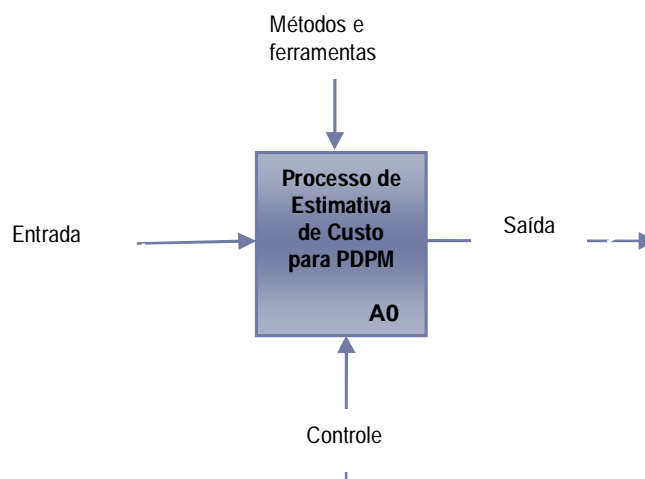 Métodos e
ferramentas
Processo de
Estimativa
de Custo
para PDPM
A0
Entrada
Saída
Controle